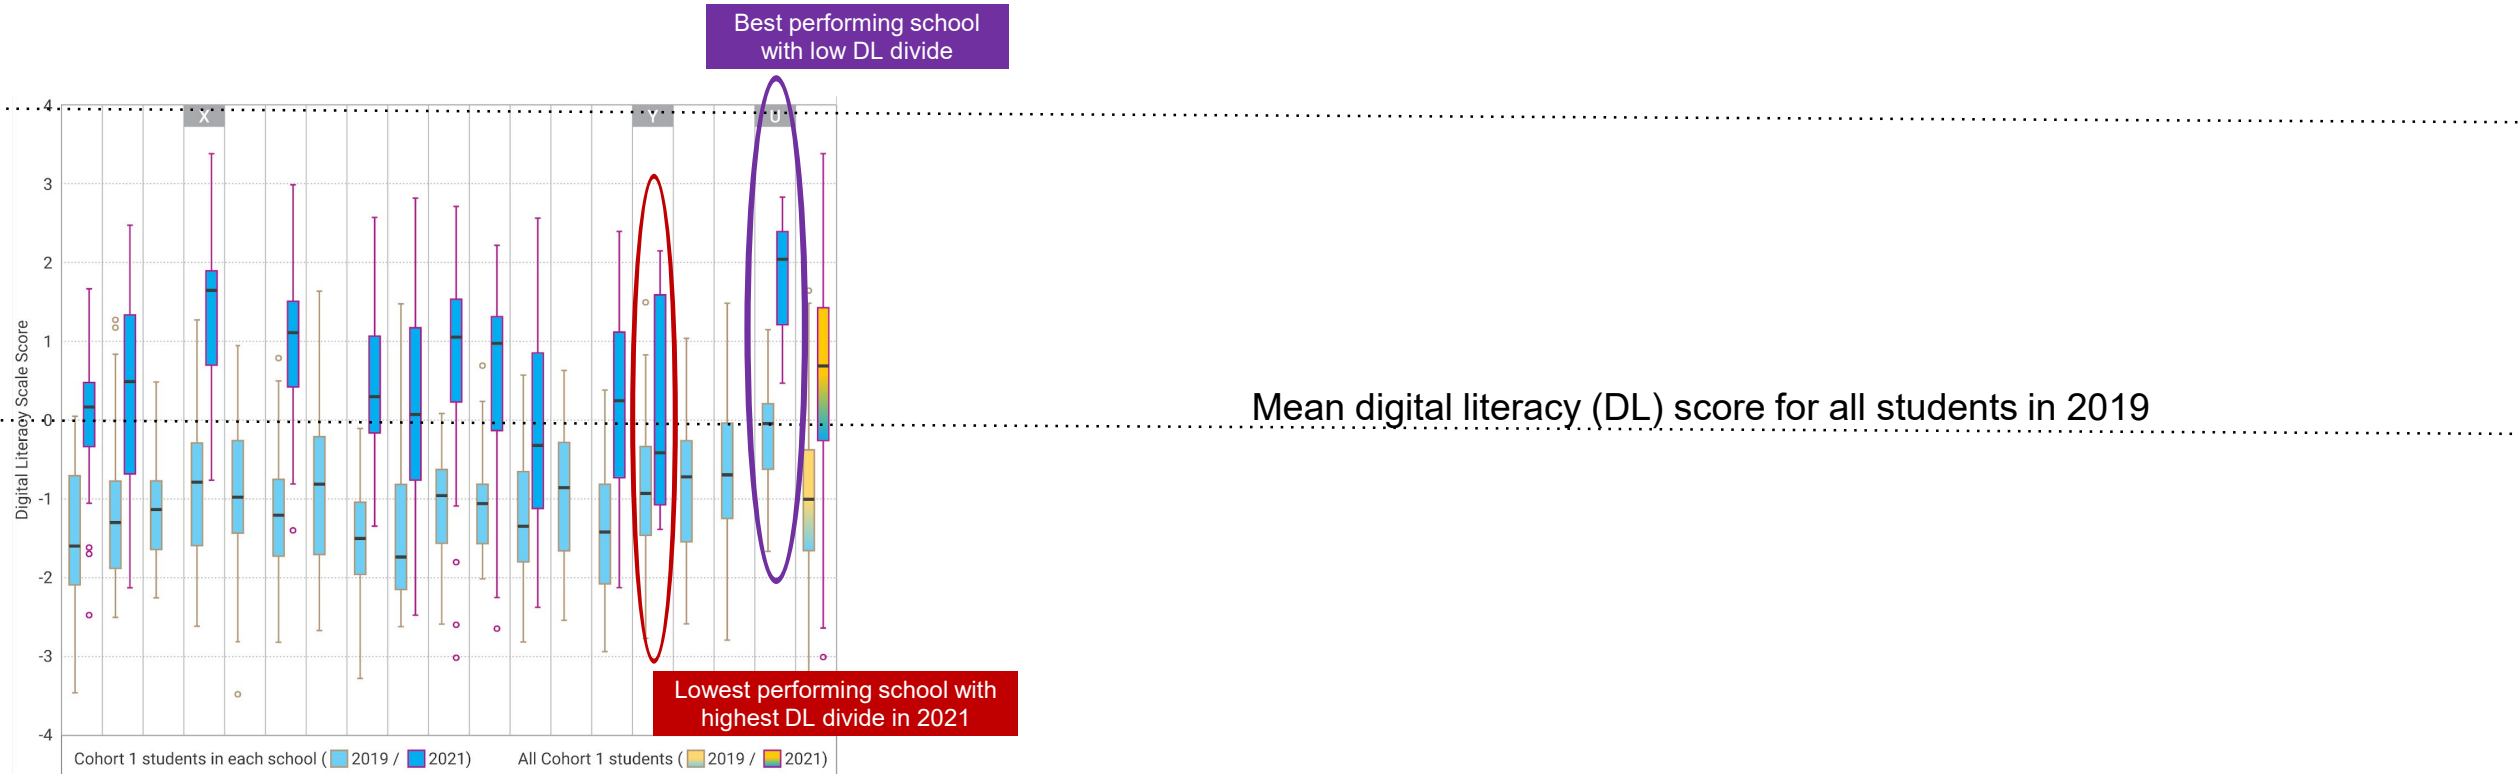 Best performing school
with low DL divide
X
Y
U
4
3
2
1
0
-1
-2
-3
-4
Digital Literacy Scale Score
Mean digital literacy (DL) score for all students in 2019
Lowest performing school with
highest DL divide in 2021
Cohort 1 students in each school ( 2019 / 2021) All Cohort 1 students ( 2019 / 2021)